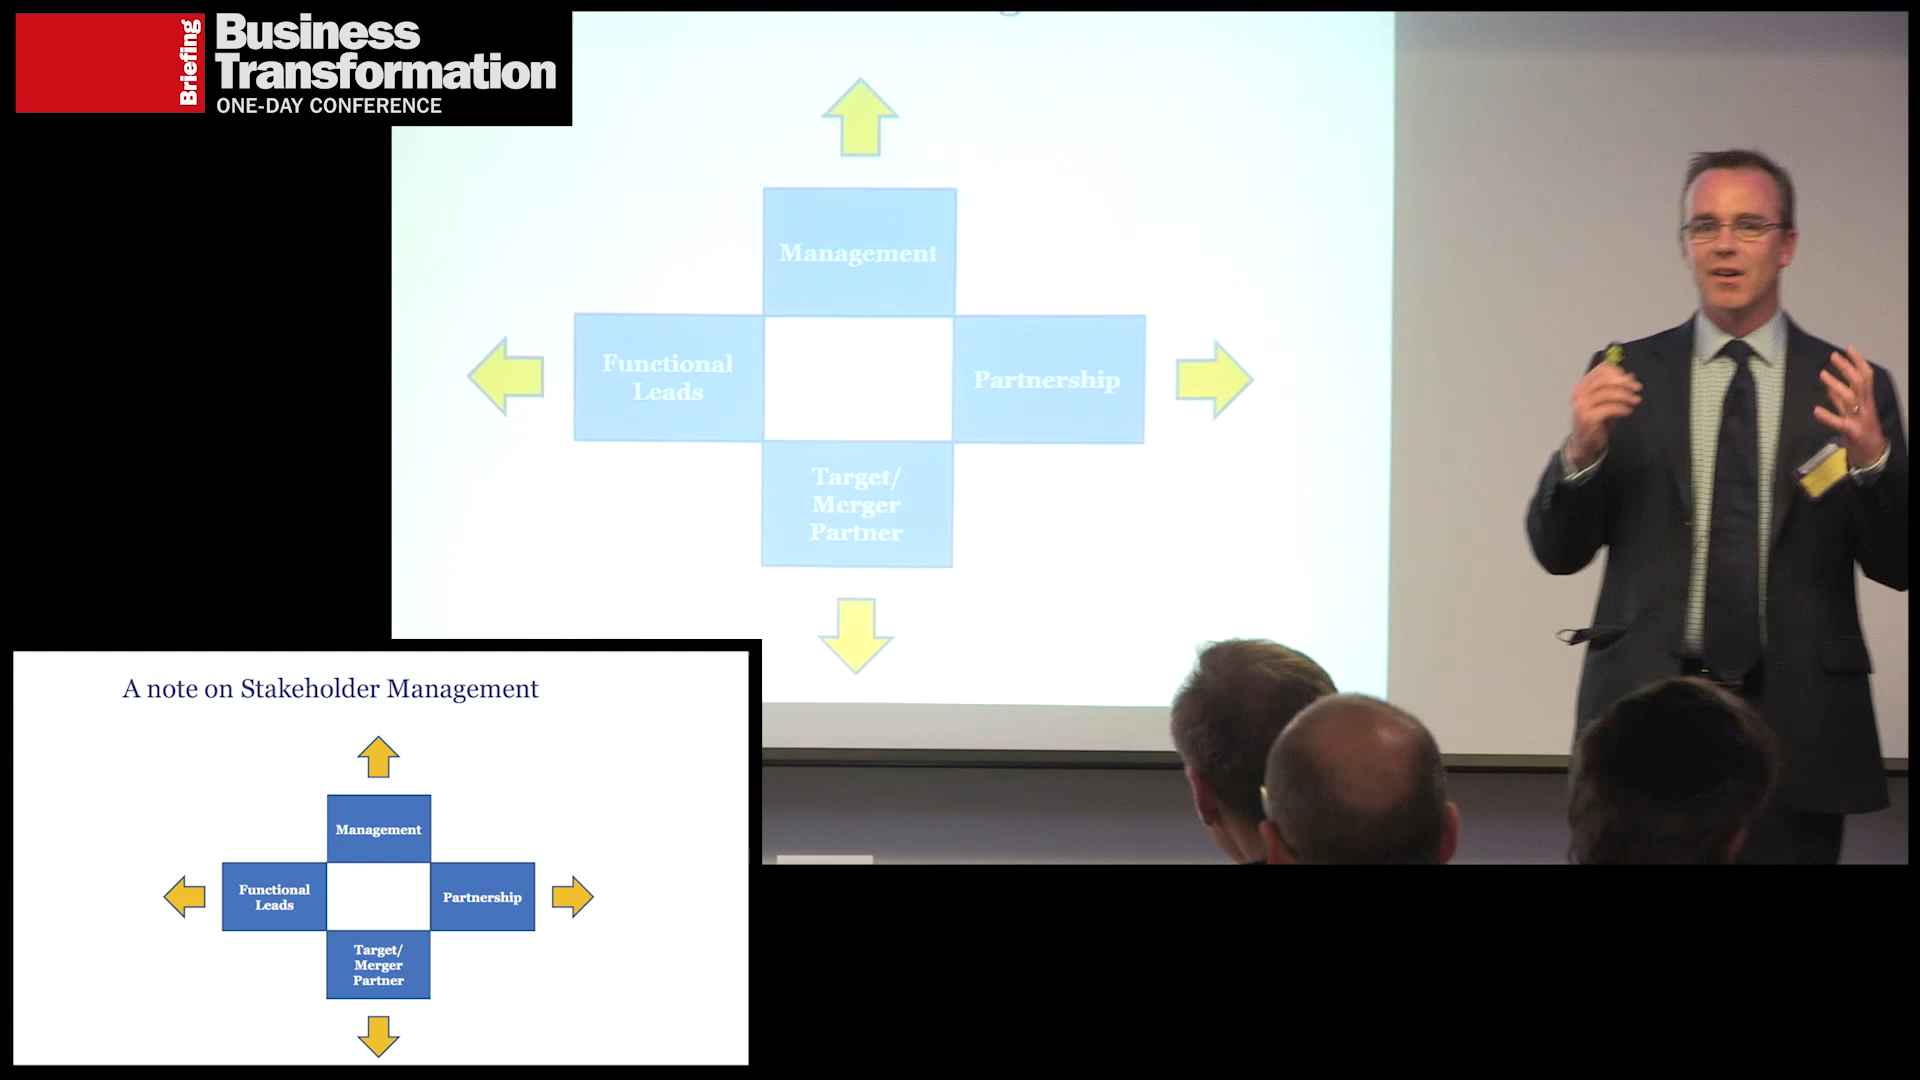 Briefing
Business
Transformation
ONE-DAY CONFERENCE
Management
Functional
Leads
Partnership
Target/
Merger
Partner
A note on Stakeholder Management
Management
Functional
Leads
Partnership
Target/
Merger
Partner